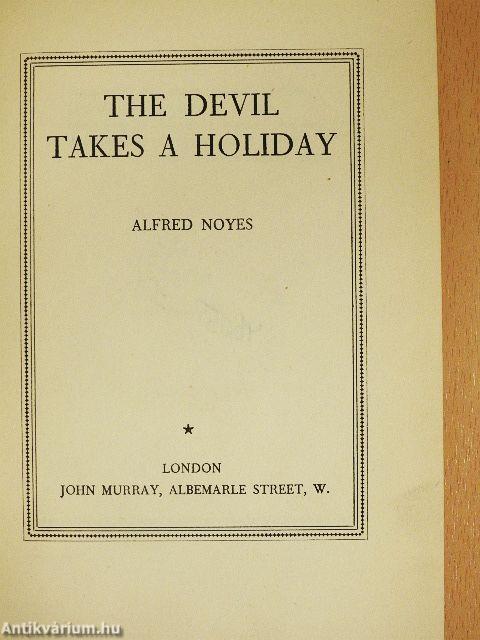 THE DEVIL
TAKES A HOLIDAY
ALFRED NOYES
LONDON
JOHN MURRAY, ALBEMARLE STREET, W.
Antikvárium.hu